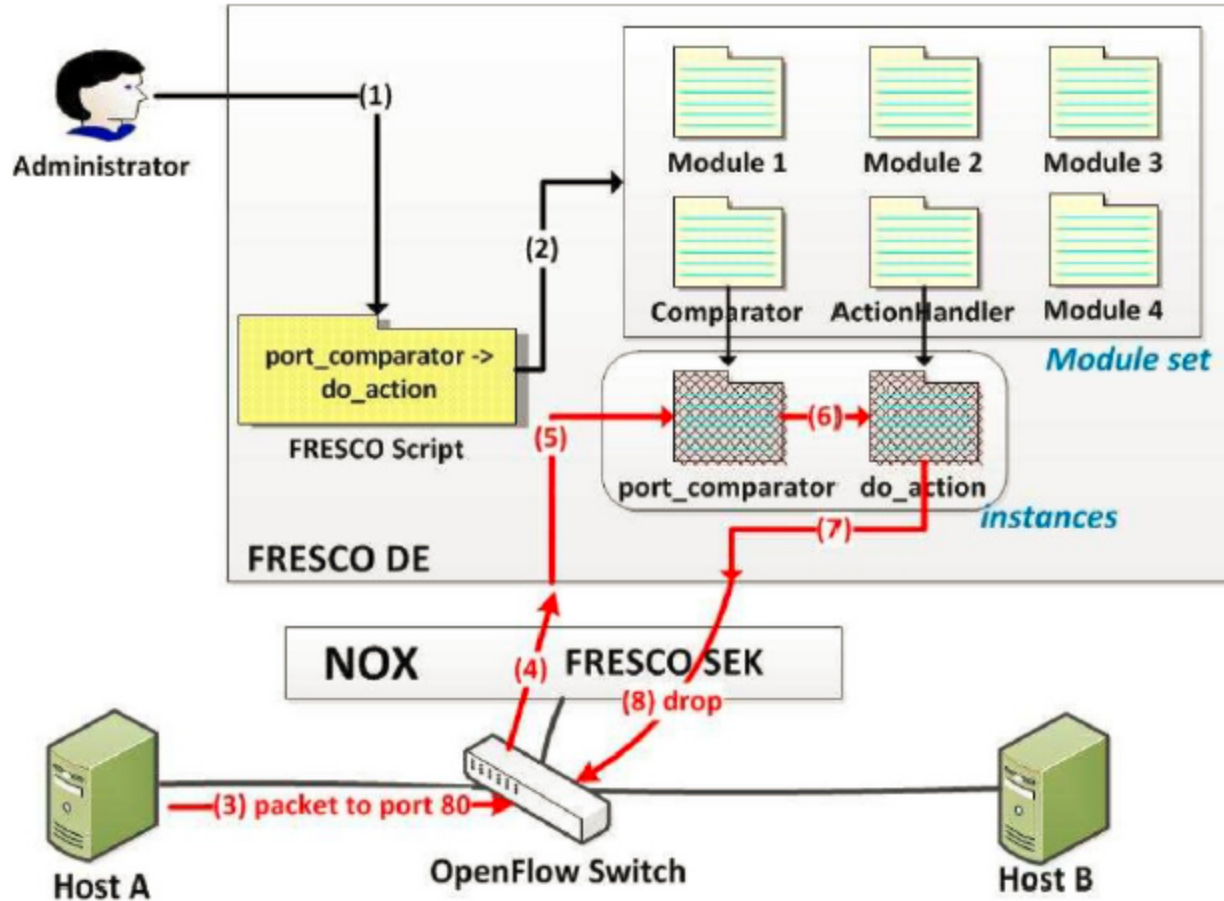 (1)
Administrator
Module 1
Module 2
Module 3
(2)
Comparator
ActionHandler
Module 4
Module set
port_comparator ->
do_action
FRESCO Script
(5)
(6)
port_comparator
do_action
instances
(7)
FRESCO DE
NOX
FRESCO SEK
(4)
(8) drop
(3) packet to port 80
Host A
OpenFlow Switch
Host B